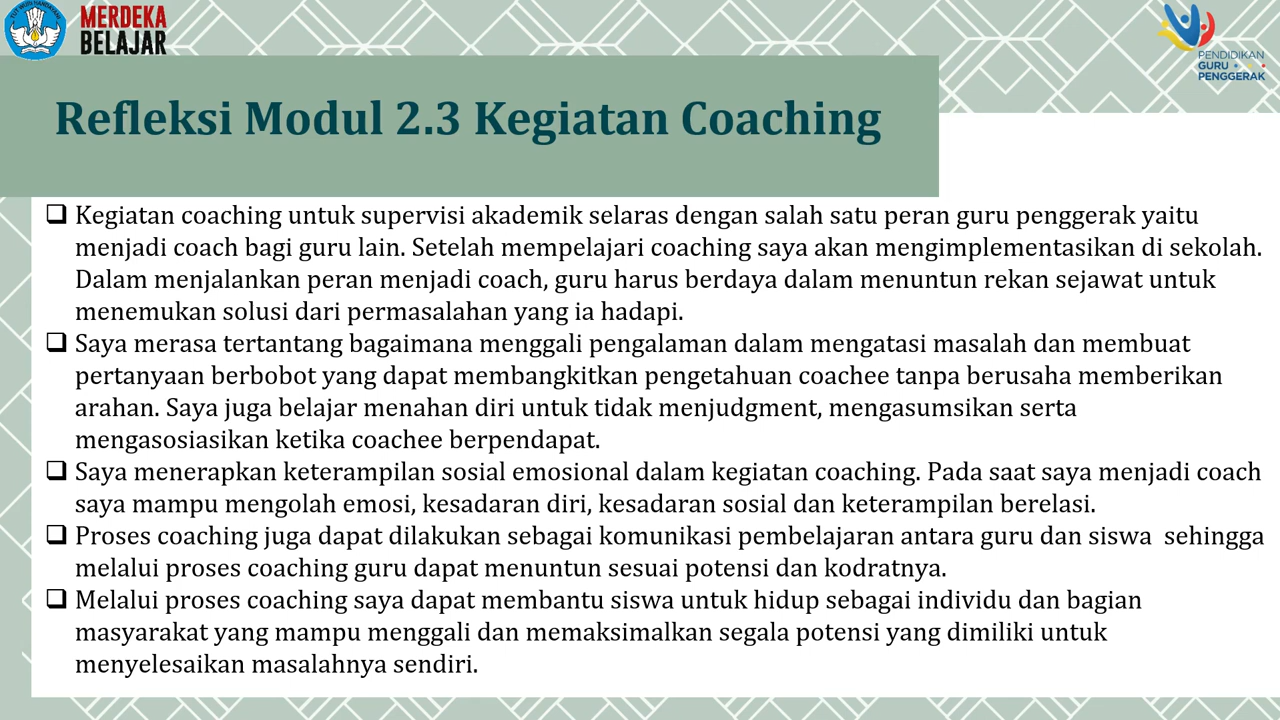 MERDEKA
BELAJAR
PENDIDIKAN
GURU
PENGGERAK
Refleksi Modul 2.3 Kegiatan Coaching
❑ Kegiatan coaching untuk supervisi akademik selaras dengan salah satu peran guru penggerak yaitu
menjadi coach bagi guru lain. Setelah mempelajari coaching saya akan mengimplementasikan di sekolah.
Dalam menjalankan peran menjadi coach, guru harus berdaya dalam menuntun rekan sejawat untuk
menemukan solusi dari permasalahan yang ia hadapi.
❑ Saya merasa tertantang bagaimana menggali pengalaman dalam mengatasi masalah dan membuat
pertanyaan berbobot yang dapat membangkitkan pengetahuan coachee tanpa berusaha memberikan
arahan. Saya juga belajar menahan diri untuk tidak menjudgment, mengasumsikan serta
mengasosiasikan ketika coachee berpendapat.
❑ Saya menerapkan keterampilan sosial emosional dalam kegiatan coaching. Pada saat saya menjadi coach
saya mampu mengolah emosi, kesadaran diri, kesadaran sosial dan keterampilan berelasi.
❑ Proses coaching juga dapat dilakukan sebagai komunikasi pembelajaran antara guru dan siswa  sehingga
melalui proses coaching guru dapat menuntun sesuai potensi dan kodratnya.
❑ Melalui proses coaching saya dapat membantu siswa untuk hidup sebagai individu dan bagian
masyarakat yang mampu menggali dan memaksimalkan segala potensi yang dimiliki untuk
menyelesaikan masalahnya sendiri.